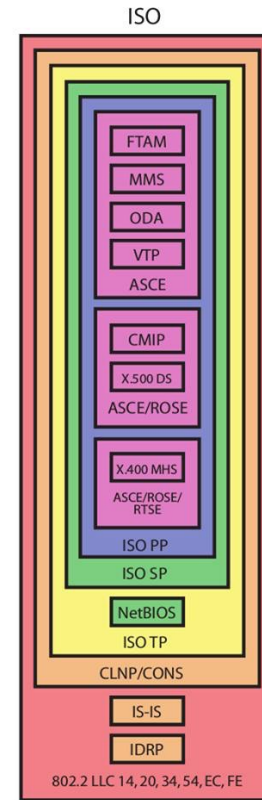 ISO
FTAM
MMS
ODA
VTP
ASCE
CMIP
X.500 DS
ASCE/ROSE
X.400 MHS
ASCE/ROSE/
RTSE
ISO PP
ISO SP
NetBIOS
ISO TP
CLNP/CONS
IS-IS
IDRP
802.2 LLC 14, 20, 34, 54, EC, FE